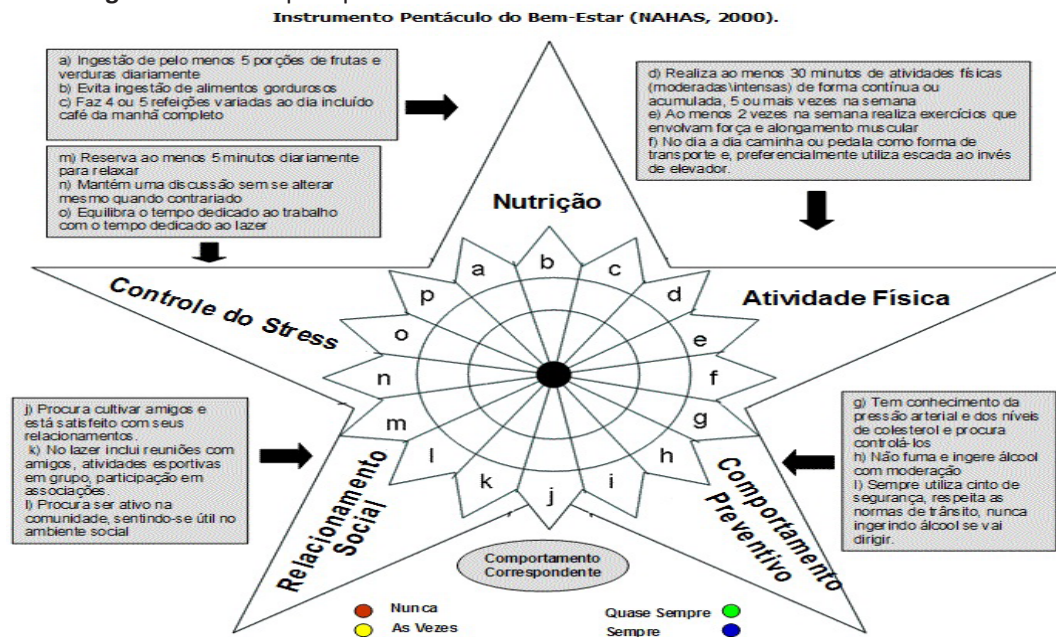 Instrumento Pentáculo do Bem-Estar (NAHAS, 2000).
a) Ingestão de pelo menos 5 porções de frutas e
verduras diariamente
b) Evita ingestão de alimentos gordurosos
c) Faz 4 ou 5 refeições variadas ao dia incluído
café da manhã completo
d) Realiza ao menos 30 minutos de atividades físicas
(moderadas\intensas) de forma contínua ou
acumulada, 5 ou mais vezes na semana
e) Ao menos 2 vezes na semana realiza exercícios que
envolvam força e alongamento muscular
f) No dia a dia caminha ou pedala como forma de
transporte e, preferencialmente utiliza escada ao invés
de elevador.
m) Reserva ao menos 5 minutos diariamente
para relaxar
n) Mantém uma discussão sem se alterar
mesmo quando contrariado
o) Equilibra o tempo dedicado ao trabalho
com o tempo dedicado ao lazer
Nutrição
Controle do Stress
Atividade Física
a
b
c
d
e
f
g
h
i
j
k
l
m
n
o
p
j) Procura cultivar amigos e
está satisfeito com seus
relacionamentos.
k) No lazer inclui reuniões com
amigos, atividades esportivas
em grupo, participação em
associações.
l) Procura ser ativo na
comunidade, sentindo-se útil no
ambiente social
g) Tem conhecimento da
pressão arterial e dos níveis
de colesterol e procura
controlá-los
h) Não fuma e ingere álcool
com moderação
I) Sempre utiliza cinto de
segurança, respeita as
normas de trânsito, nunca
ingerindo álcool se vai
dirigir.
Relacionamento
Social
Comportamento
Preventivo
Comportamento
Correspondente
Nunca
As Vezes
Quase Sempre
Sempre